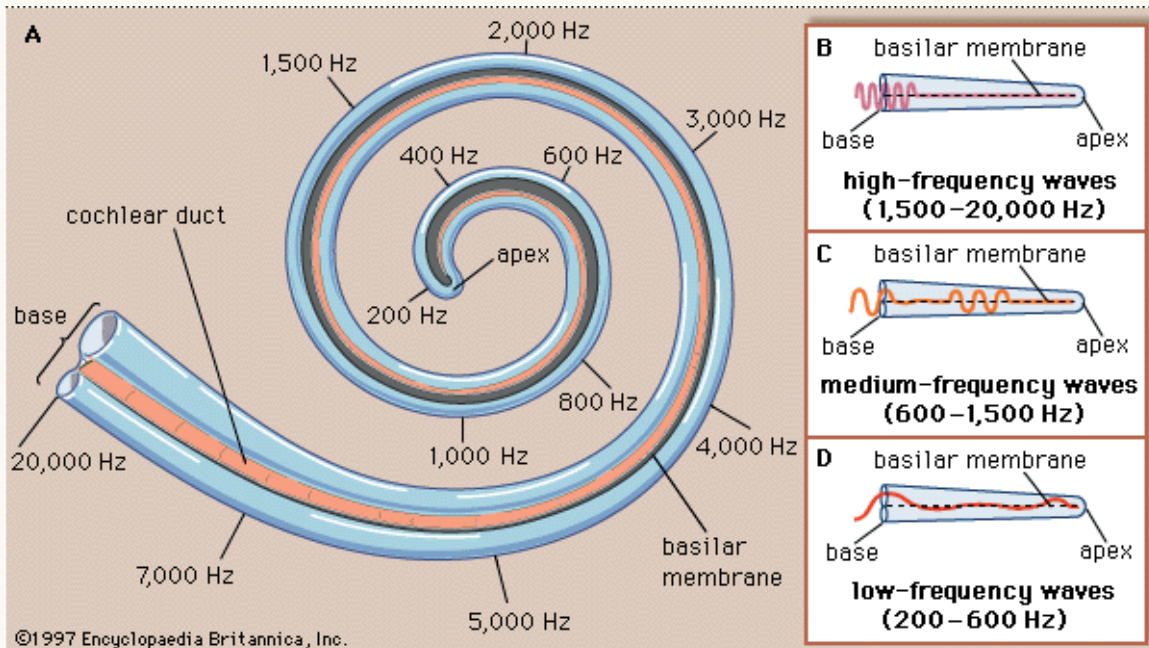 A
2,000 Hz
1,500 Hz
3,000 Hz
400 Hz
600 Hz
cochlear duct
apex
200 Hz
base
800 Hz
4,000 Hz
1,000 Hz
20,000 Hz
basilar
membrane
7,000 Hz
5,000 Hz
©1997 Encyclopaedia Britannica, Inc.
B
basilar membrane
base
apex
high-frequency waves
(1,500–20,000 Hz)
C
basilar membrane
base
apex
medium-frequency waves
(600–1,500 Hz)
D
basilar membrane
base
apex
low-frequency waves
(200–600 Hz)